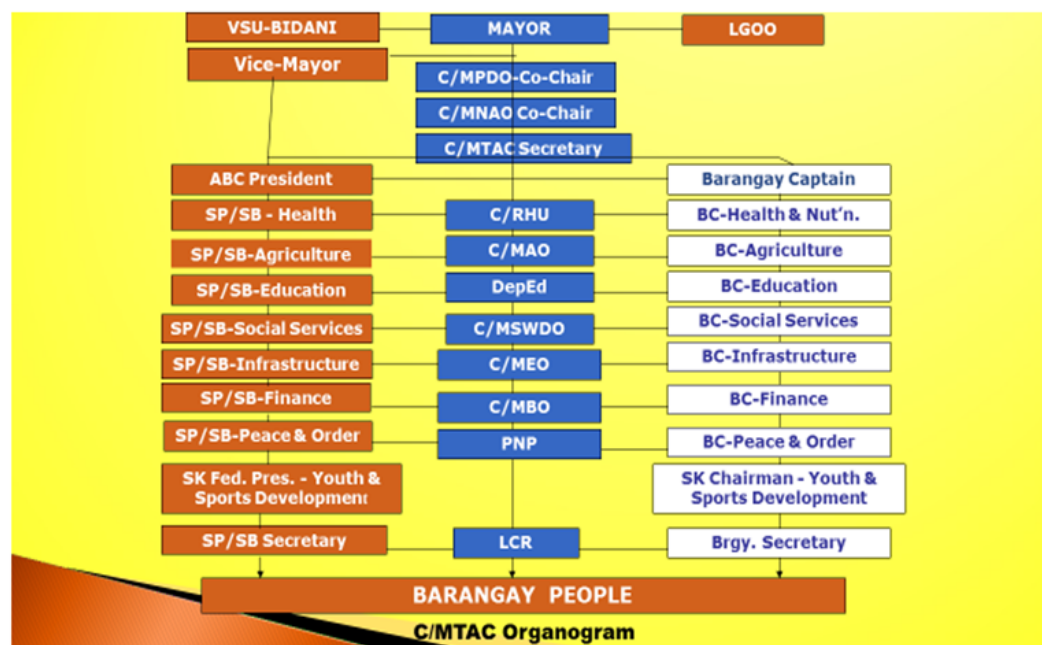 VSU-BIDANI
MAYOR
LGOO
Vice-Mayor
C/MPDO-Co-Chair
C/MNAO Co-Chair
C/MTAC Secretary
ABC President
Barangay Captain
SP/SB - Health
C/RHU
BC-Health & Nut'n.
SP/SB-Agriculture
C/MAO
BC-Agriculture
SP/SB-Education
DepEd
BC-Education
SP/SB-Social Services
C/MSWDO
BC-Social Services
SP/SB-Infrastructure
C/MEO
BC-Infrastructure
SP/SB-Finance
C/MBO
BC-Finance
SP/SB-Peace & Order
PNP
BC-Peace & Order
SK Fed. Pres. - Youth &
Sports Development
SK Chairman - Youth &
Sports Development
SP/SB Secretary
LCR
Brgy. Secretary
BARANGAY PEOPLE
C/MTAC Organogram